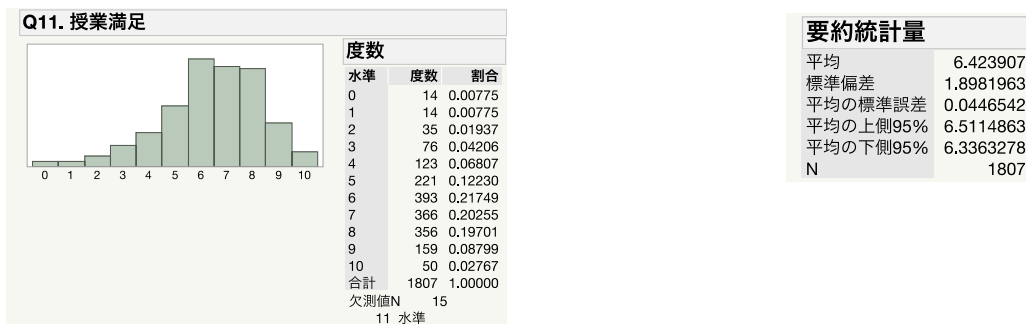 Q11. 授業満足
0 1 2 3 4 5 6 7 8 9 10
度数
水準 度数 割合
0 14 0.00775
1 14 0.00775
2 35 0.01937
3 76 0.04206
4 123 0.06807
5 221 0.12230
6 393 0.21749
7 366 0.20255
8 356 0.19701
9 159 0.08799
10 50 0.02767
合計 1807 1.00000
欠測値N 15
11 水準
要約統計量
平均 6.423907
標準偏差 1.8981963
平均の標準誤差 0.0446542
平均の上側95% 6.5114863
平均の下側95% 6.3363278
N 1807